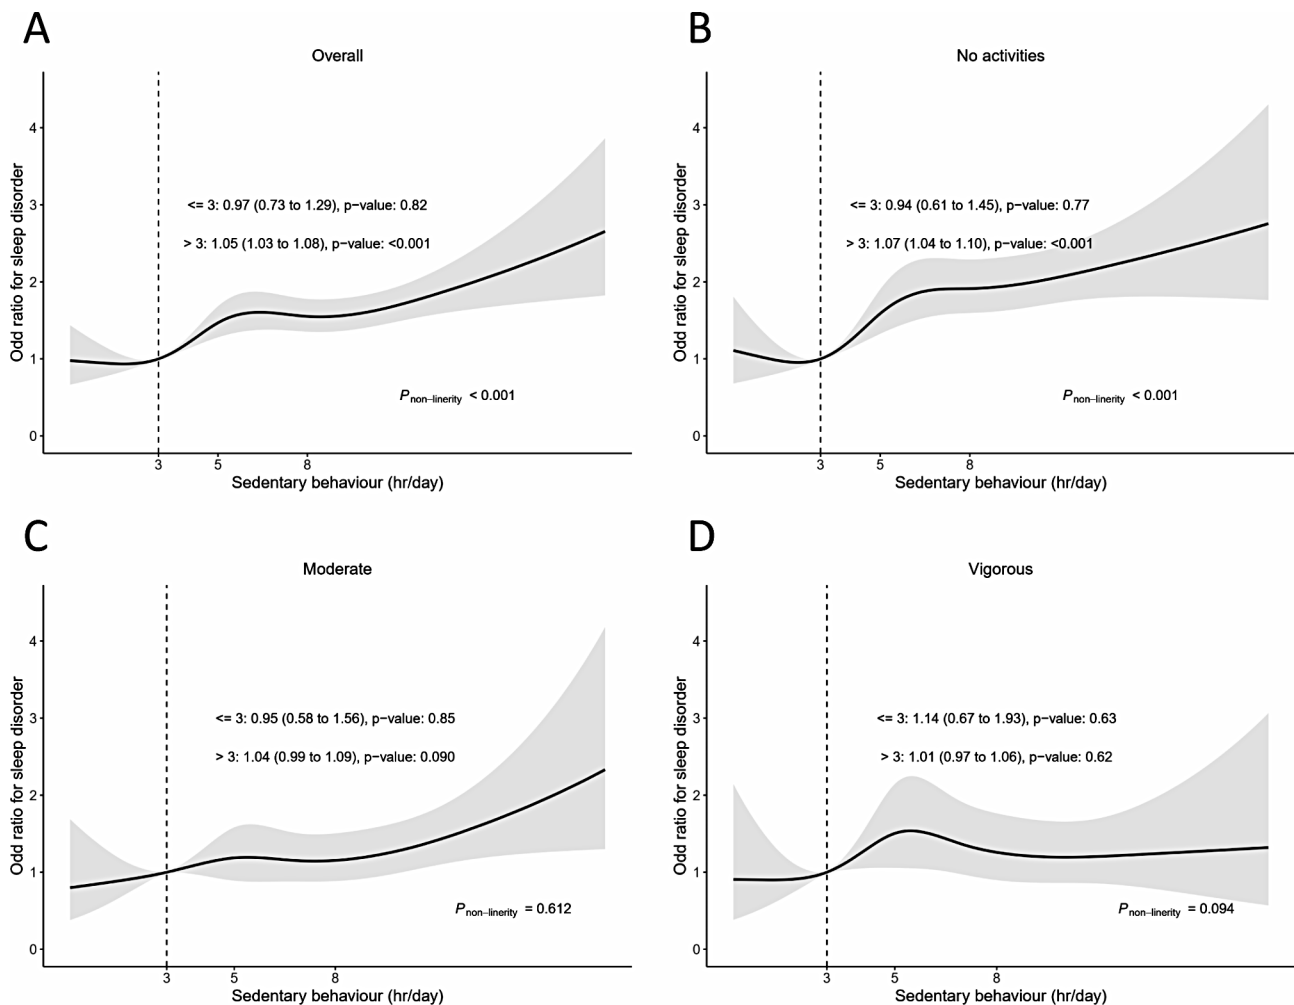 A
Overall
Odd ratio for sleep disorder
4
3
2
1
0
<= 3: 0.97 (0.73 to 1.29), p−value: 0.82
> 3: 1.05 (1.03 to 1.08), p−value: <0.001
P non−linerity < 0.001
3 5 8
Sedentary behaviour (hr/day)
B
No activities
Odd ratio for sleep disorder
4
3
2
1
0
<= 3: 0.94 (0.61 to 1.45), p−value: 0.77
> 3: 1.07 (1.04 to 1.10), p−value: <0.001
P non−linerity < 0.001
3 5 8
Sedentary behaviour (hr/day)
C
Moderate
Odd ratio for sleep disorder
4
3
2
1
0
<= 3: 0.95 (0.58 to 1.56), p−value: 0.85
> 3: 1.04 (0.99 to 1.09), p−value: 0.090
P non−linerity = 0.612
3 5 8
Sedentary behaviour (hr/day)
D
Vigorous
Odd ratio for sleep disorder
4
3
2
1
0
<= 3: 1.14 (0.67 to 1.93), p−value: 0.63
> 3: 1.01 (0.97 to 1.06), p−value: 0.62
P non−linerity = 0.094
3 5 8
Sedentary behaviour (hr/day)